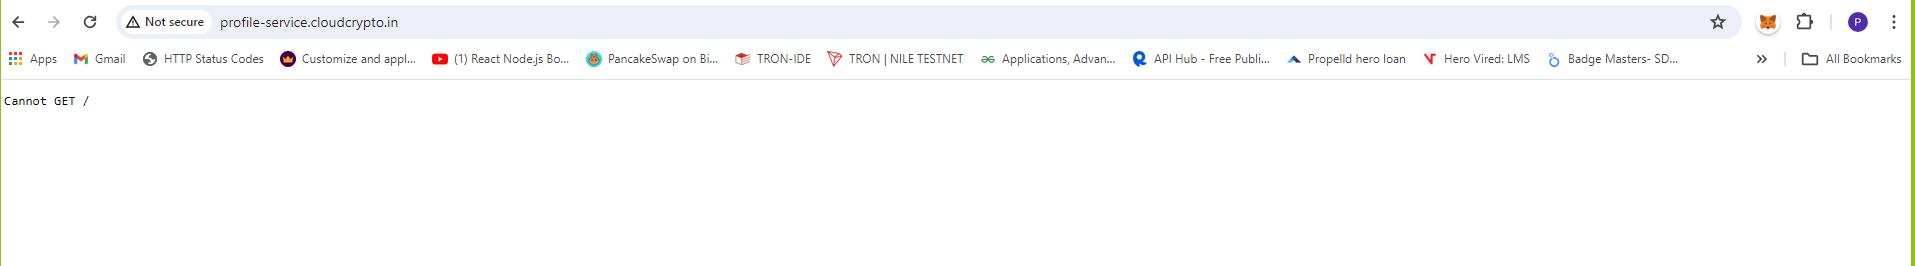 Not secure profile-service.cloudcrypto.in P
Apps Gmail HTTP Status Codes Customize and appl... (1) React Node.js Bo... PancakeSwap on Bi... TRON-IDE TRON | NILE TESTNET Applications, Advan... API Hub - Free Publi... Propelld hero loan Hero Vired: LMS Badge Masters- SD... » All Bookmarks
Cannot GET /